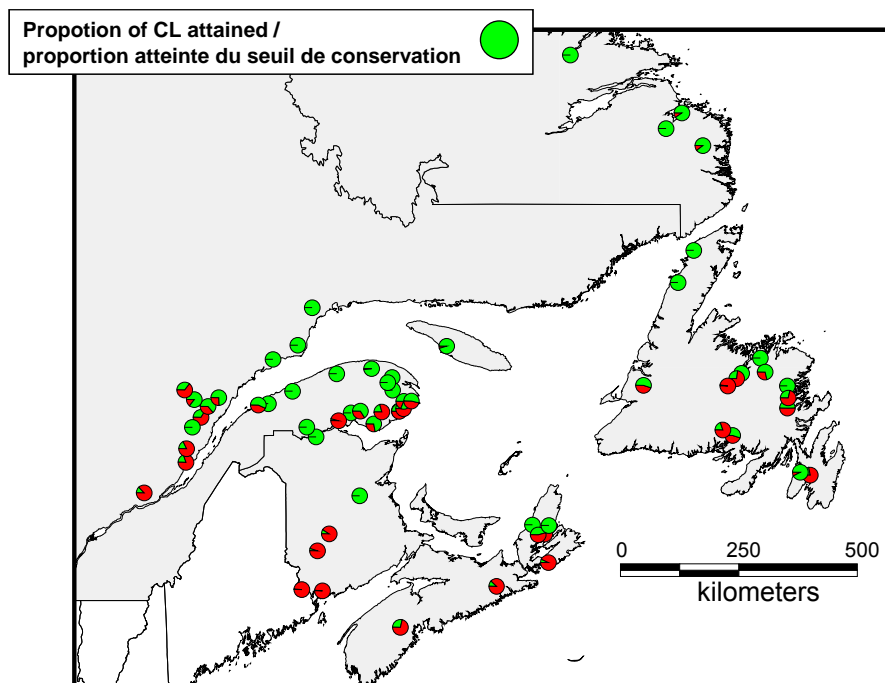 Propotion of CL attained /
proportion atteinte du seuil de conservation
0 250 500
kilometers